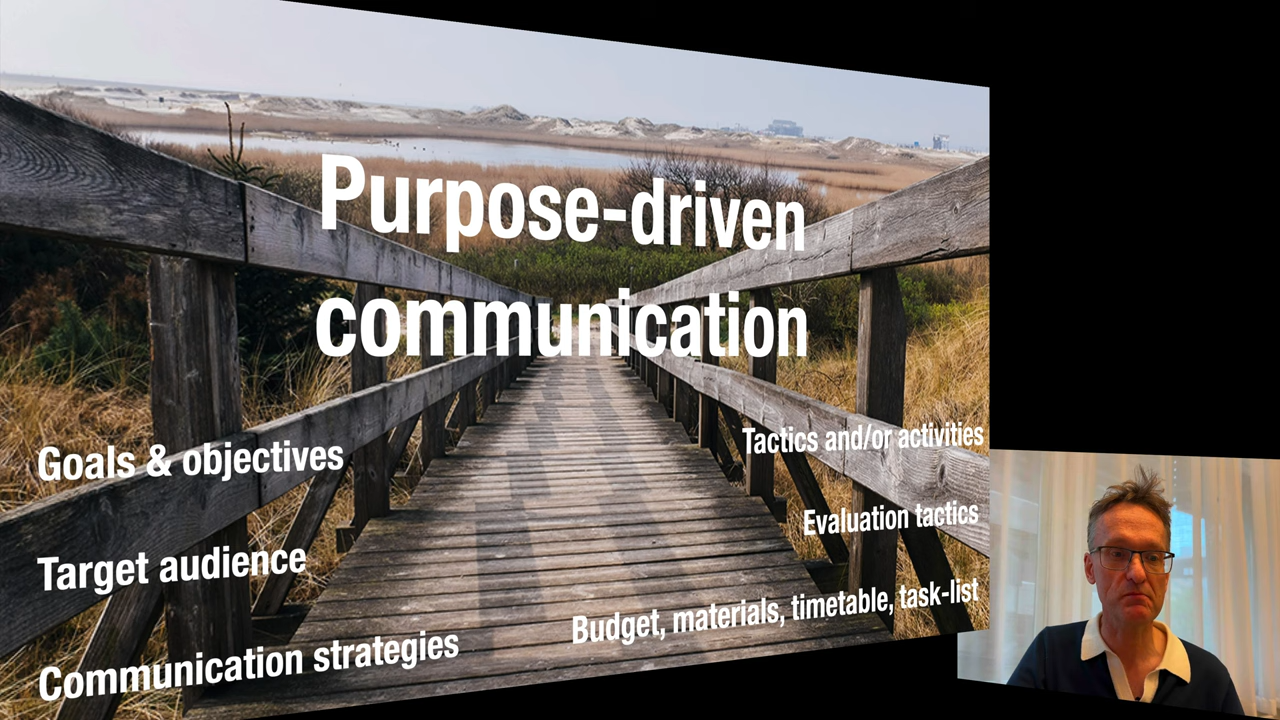 Purpose-driven
communication
Goals & objectives
Target audience
Communication strategies
Tactics and/or activities
Evaluation tactics
Budget, materials, timetable, task-list